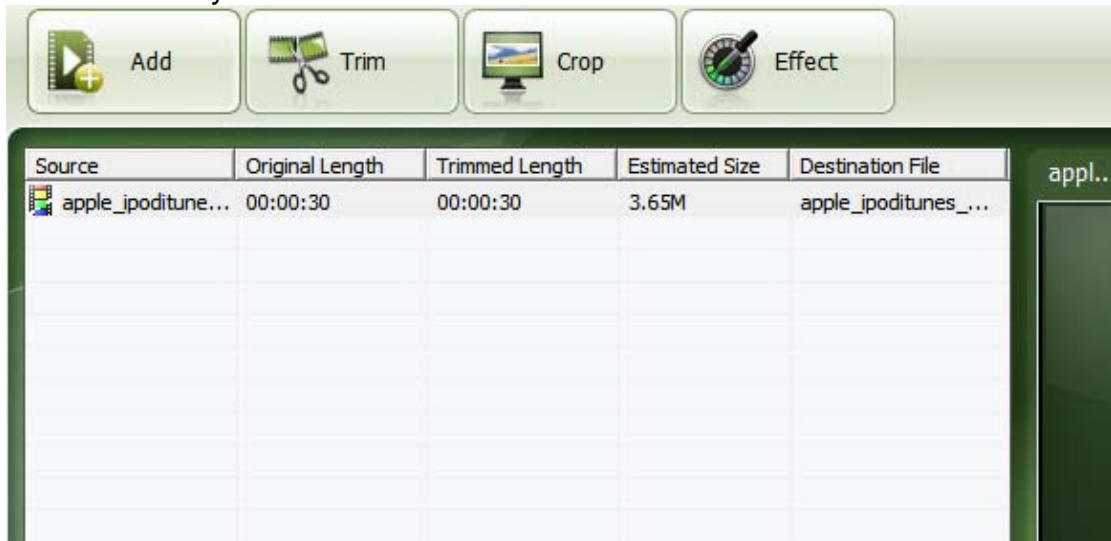 Add Trim Crop Effect
Source Original Length Trimmed Length Estimated Size Destination File
appl...
apple_ipoditune... 00:00:30 00:00:30 3.65M apple_ipoditunes_...